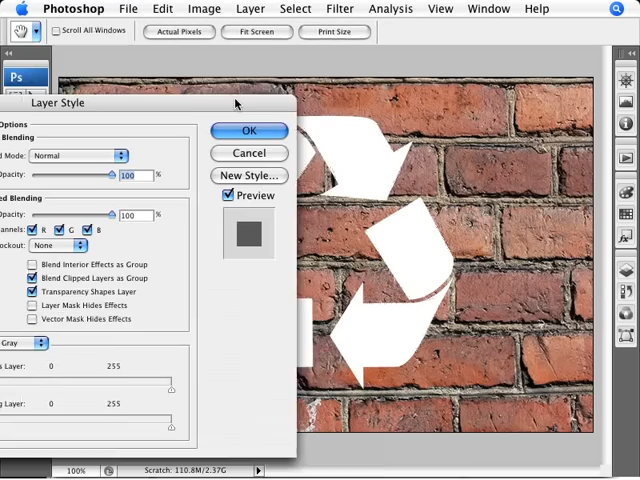 Photoshop File Edit Image Layer Select Filter Analysis View Window Help
Scroll All Windows Actual Pixels Fit Screen Print Size
Ps
Layer Style
Options
Blending
d Mode: Normal
pacity: 100 %
ed Blending
pacity: 100 %
annels: R G B
ockout: None
Blend Interior Effects as Group
Blend Clipped Layers as Group
Transparency Shapes Layer
Layer Mask Hides Effects
Vector Mask Hides Effects
Gray
s Layer: 0 255
g Layer: 0 255
OK
Cancel
New Style...
Preview
100% Scratch: 110.8M/2.37G